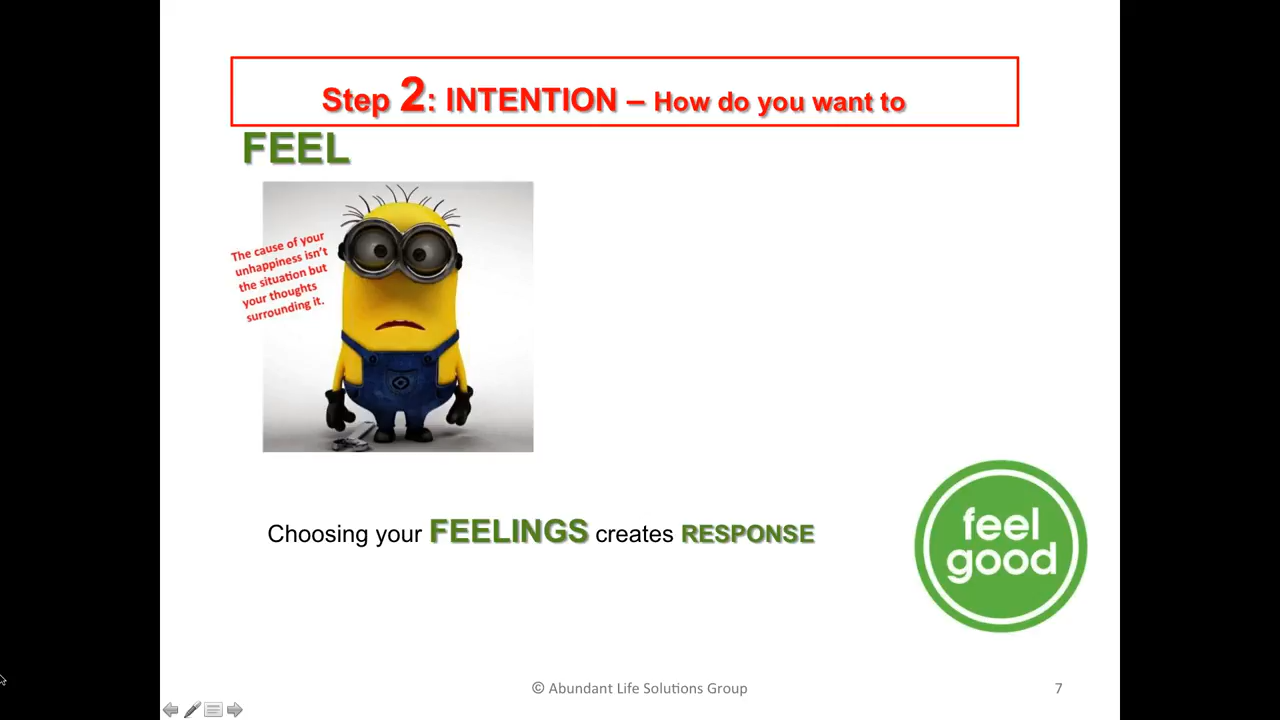 Step 2: INTENTION – How do you want to
FEEL
The cause of your
unhappiness isn't
the situation but
your thoughts
surrounding it.
Choosing your FEELINGS creates RESPONSE
feel
good
© Abundant Life Solutions Group
7